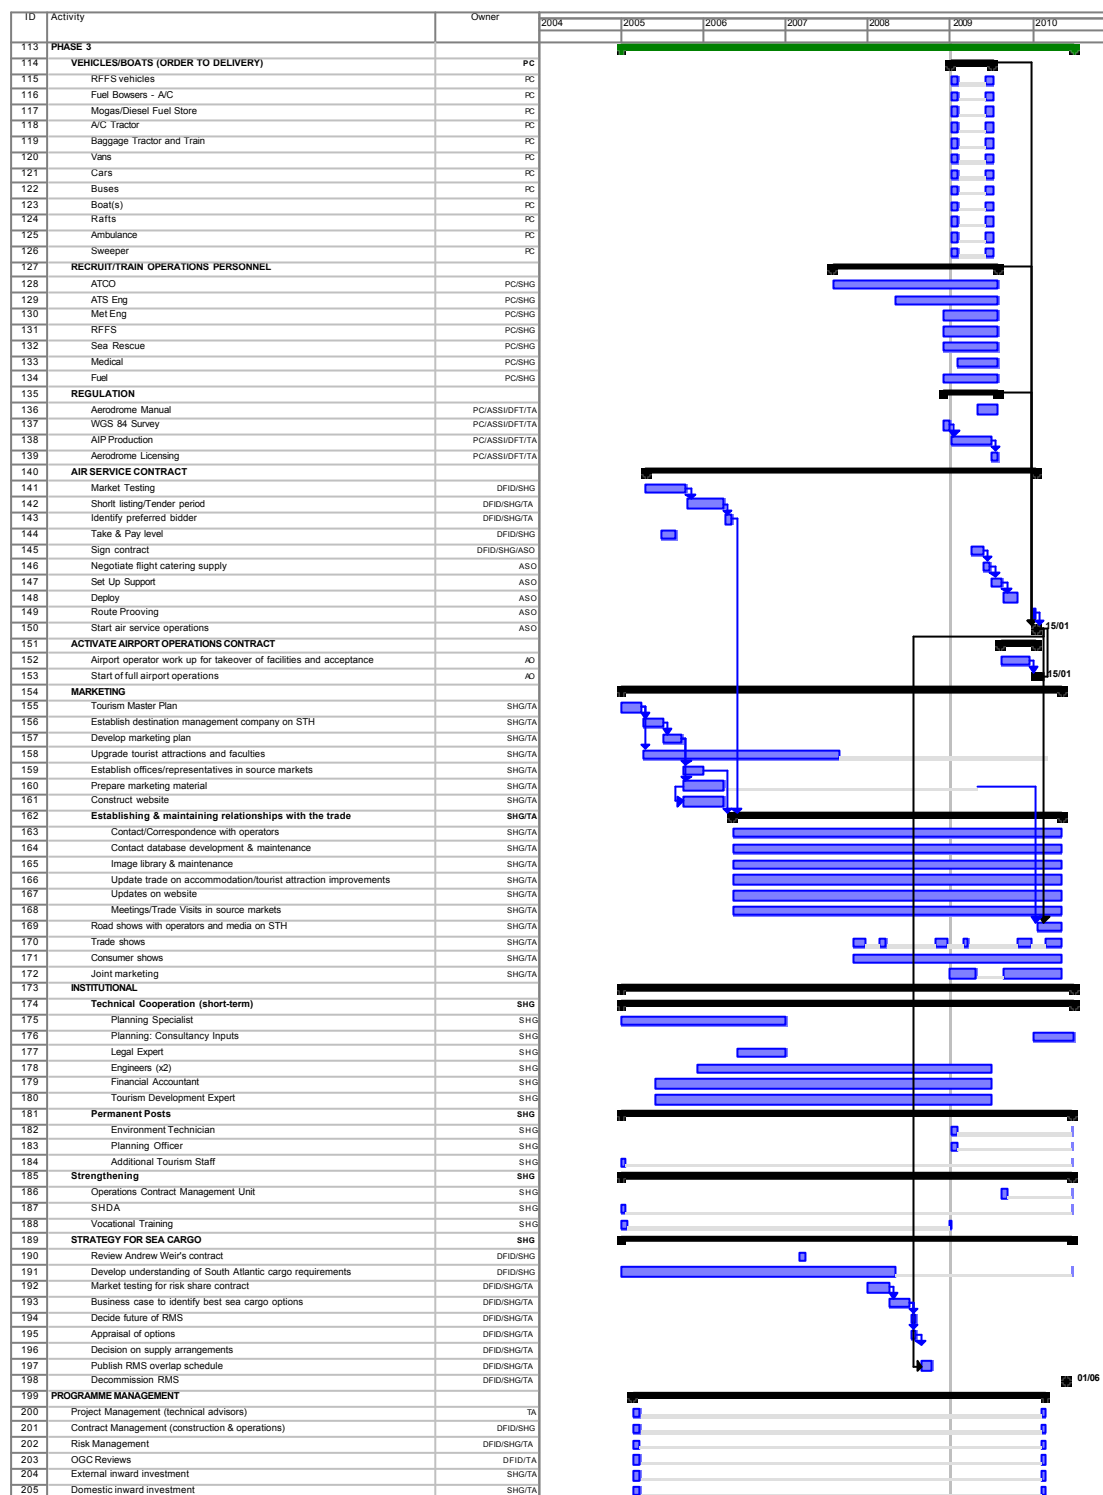 ID Activity Owner 2004 2005 2006 2007 2008 2009 2010
113 PHASE 3
114 VEHICLES/BOATS (ORDER TO DELIVERY) PC
115 RFFS vehicles PC
116 Fuel Bowsers - A/C PC
117 Mogas/Diesel Fuel Store PC
118 A/C Tractor PC
119 Baggage Tractor and Train PC
120 Vans PC
121 Cars PC
122 Buses PC
123 Boat(s) PC
124 Rafts PC
125 Ambulance PC
126 Sweeper PC
127 RECRUIT/TRAIN OPERATIONS PERSONNEL
128 ATCO PC/SHG
129 ATS Eng PC/SHG
130 Met Eng PC/SHG
131 RFFS PC/SHG
132 Sea Rescue PC/SHG
133 Medical PC/SHG
134 Fuel PC/SHG
135 REGULATION
136 Aerodrome Manual PC/ASSI/DFT/TA
137 WGS 84 Survey PC/ASSI/DFT/TA
138 AIP Production PC/ASSI/DFT/TA
139 Aerodrome Licensing PC/ASSI/DFT/TA
140 AIR SERVICE CONTRACT
141 Market Testing DFID/SHG
142 Shorlt listing/Tender period DFID/SHG/TA
143 Identify preferred bidder DFID/SHG/TA
144 Take & Pay level DFID/SHG
145 Sign contract DFID/SHG/ASO
146 Negotiate flight catering supply ASO
147 Set Up Support ASO
148 Deploy ASO
149 Route Prooving ASO
150 Start air service operations ASO 15/01
151 ACTIVATE AIRPORT OPERATIONS CONTRACT
152 Airport operator work up for takeover of facilities and acceptance AO
153 Start of full airport operations AO 15/01
154 MARKETING
155 Tourism Master Plan SHG/TA
156 Establish destination management company on STH SHG/TA
157 Develop marketing plan SHG/TA
158 Upgrade tourist attractions and faculties SHG/TA
159 Establish offices/representatives in source markets SHG/TA
160 Prepare marketing material SHG/TA
161 Construct website SHG/TA
162 Establishing & maintaining relationships with the trade SHG/TA
163 Contact/Correspondence with operators SHG/TA
164 Contact database development & maintenance SHG/TA
165 Image library & maintenance SHG/TA
166 Update trade on accommodation/tourist attraction improvements SHG/TA
167 Updates on website SHG/TA
168 Meetings/Trade Visits in source markets SHG/TA
169 Road shows with operators and media on STH SHG/TA
170 Trade shows SHG/TA
171 Consumer shows SHG/TA
172 Joint marketing SHG/TA
173 INSTITUTIONAL
174 Technical Cooperation (short-term) SHG
175 Planning Specialist SHG
176 Planning: Consultancy Inputs SHG
177 Legal Expert SHG
178 Engineers (x2) SHG
179 Financial Accountant SHG
180 Tourism Development Expert SHG
181 Permanent Posts SHG
182 Environment Technician SHG
183 Planning Officer SHG
184 Additional Tourism Staff SHG
185 Strengthening SHG
186 Operations Contract Management Unit SHG
187 SHDA SHG
188 Vocational Training SHG
189 STRATEGY FOR SEA CARGO SHG
190 Review Andrew Weir's contract DFID/SHG
191 Develop understanding of South Atlantic cargo requirements DFID/SHG
192 Market testing for risk share contract DFID/SHG/TA
193 Business case to identify best sea cargo options DFID/SHG/TA
194 Decide future of RMS DFID/SHG/TA
195 Appraisal of options DFID/SHG/TA
196 Decision on supply arrangements DFID/SHG/TA
197 Publish RMS overlap schedule DFID/SHG/TA
198 Decommission RMS DFID/SHG/TA 01/06
199 PROGRAMME MANAGEMENT
200 Project Management (technical advisors) TA
201 Contract Management (construction & operations) DFID/SHG
202 Risk Management DFID/SHG/TA
203 OGC Reviews DFID/TA
204 External inward investment SHG/TA
205 Domestic inward investment SHG/TA